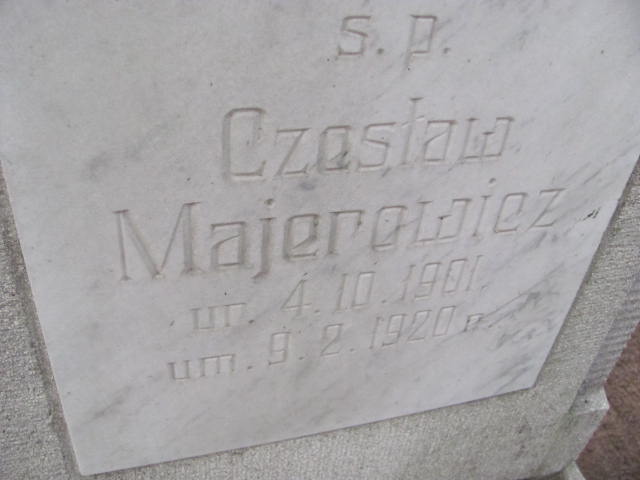 ś. p.
Czesław
Majerowicz
ur. 4. 10. 1901.
um. 9. 2. 1920 r.